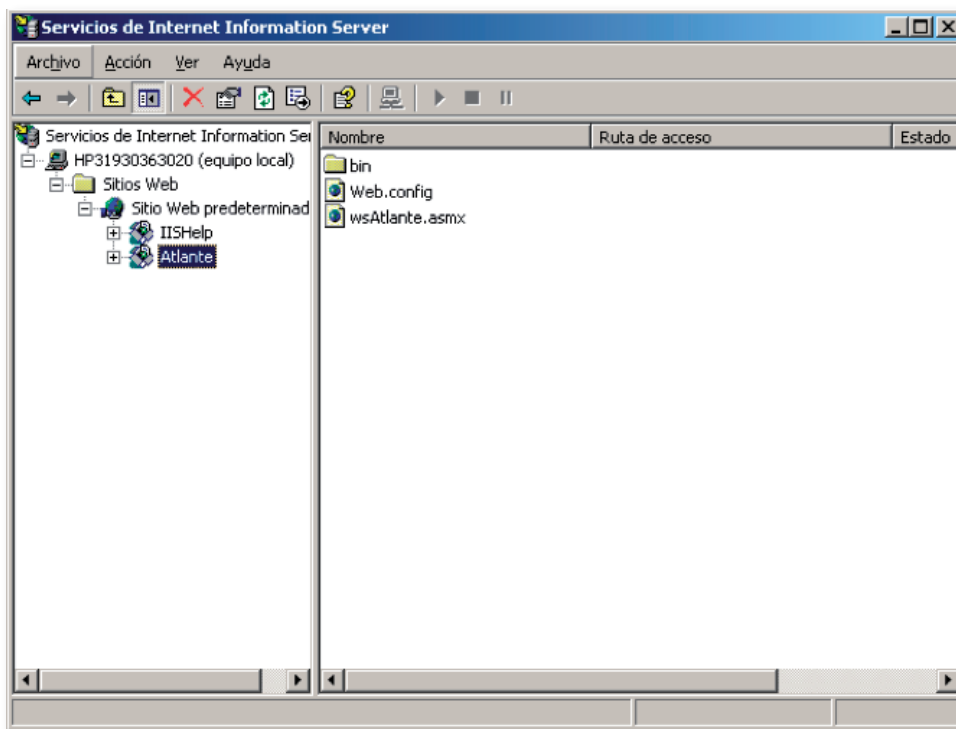 Servicios de Internet Information Server
Archivo Acción Ver Ayuda
Servicios de Internet Information Ser
HP31930363020 (equipo local)
Sitios Web
Sitio Web predeterminad
IISHelp
Atlante
Nombre Ruta de acceso Estado
bin
Web.config
wsAtlante.asmx